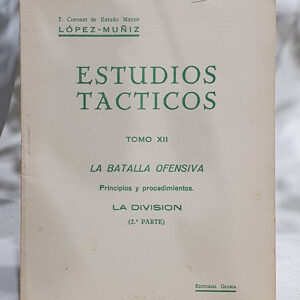 T. Coronel de Estado Mayor
LÓPEZ-MUÑIZ
ESTUDIOS
TACTICOS
TOMO XII
LA BATALLA OFENSIVA
Principios y procedimientos.
LA DIVISION
(2.ª PARTE)
Editorial Gloria